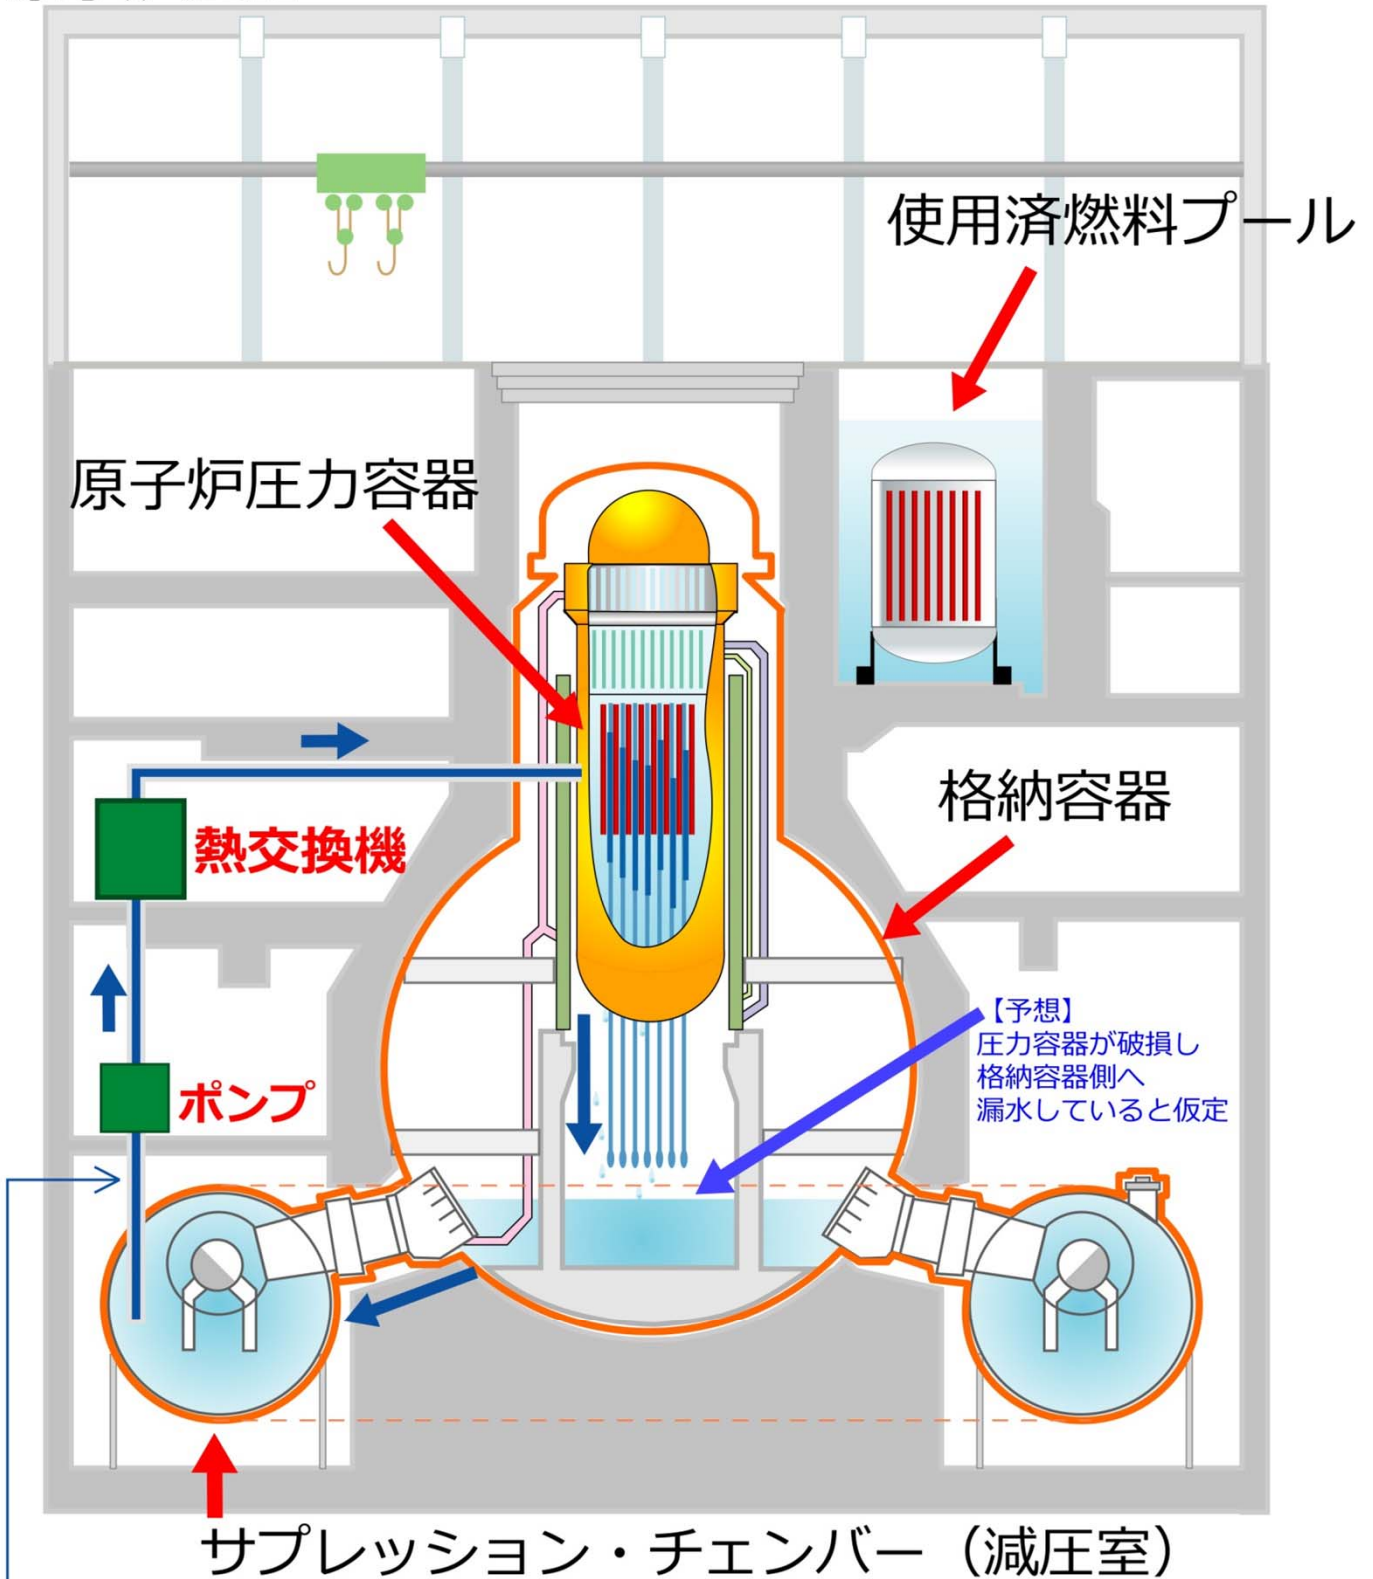 使用済燃料プール
原子炉圧力容器
格納容器
熱交換機
【予想】
圧力容器が破損し
格納容器側へ
漏水していると仮定
ポンプ
サプレッション・チェンバー（減圧室）